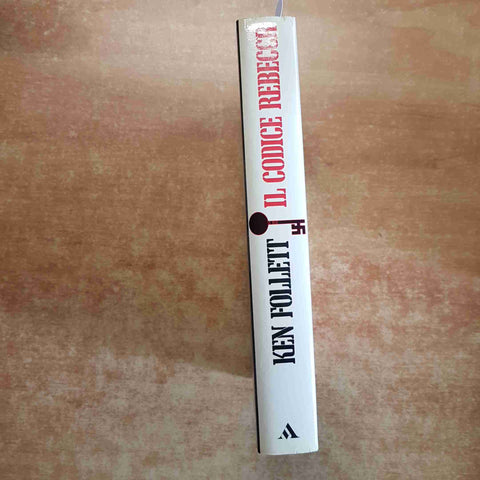 KEN FOLLETT
IL CODICE REBECCA